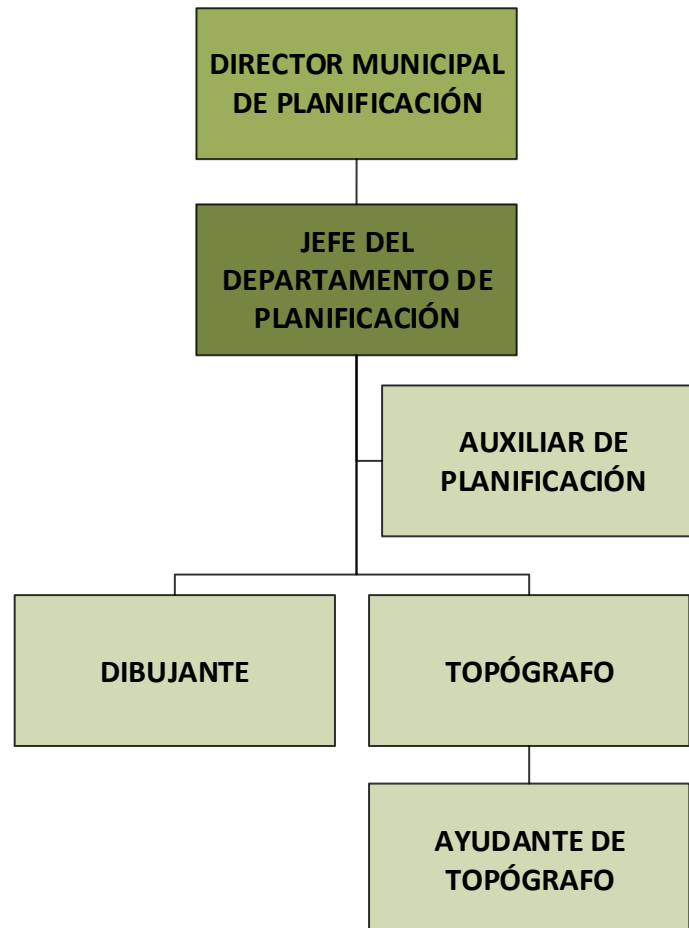 DIRECTOR MUNICIPAL
DE PLANIFICACIÓN
JEFE DEL
DEPARTAMENTO DE
PLANIFICACIÓN
AUXILIAR DE
PLANIFICACIÓN
DIBUJANTE
TOPÓGRAFO
AYUDANTE DE
TOPÓGRAFO